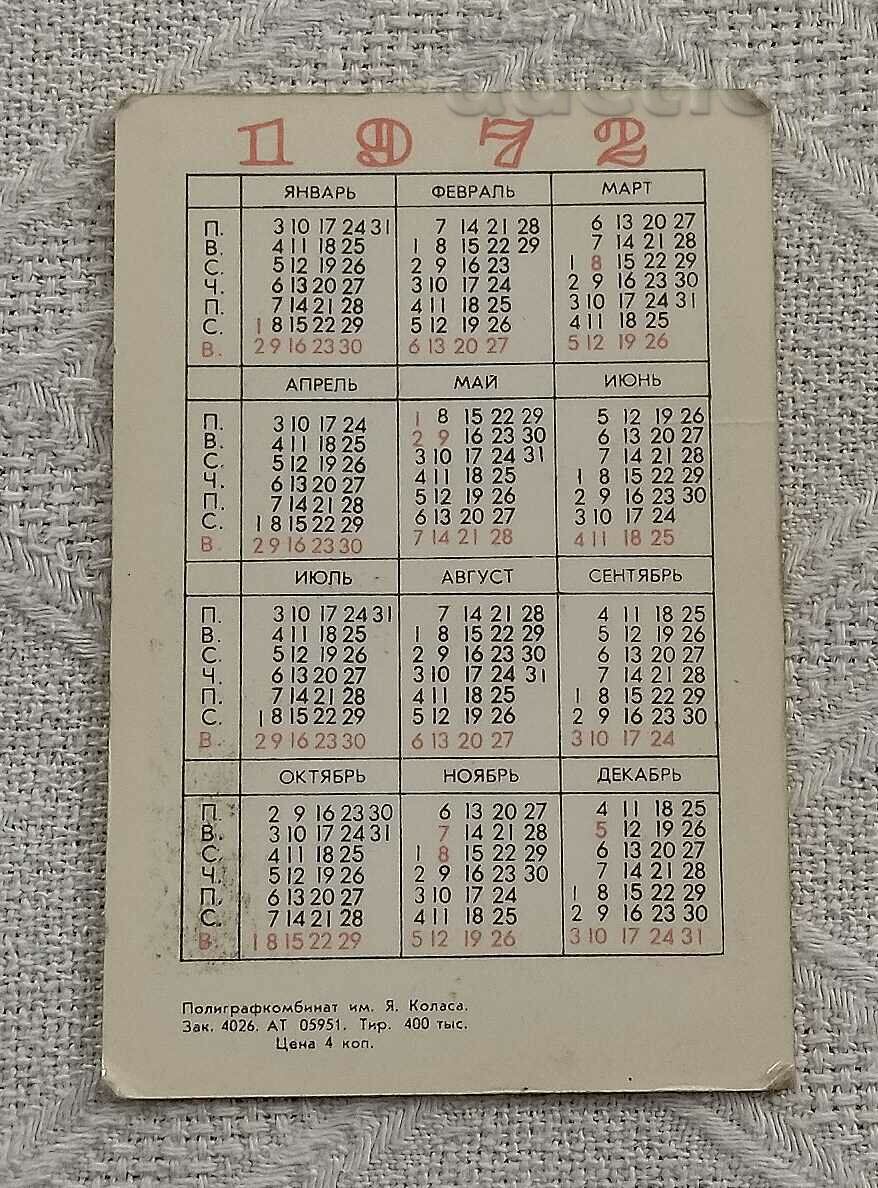 1972
ЯНВАРЬ ФЕВРАЛЬ МАРТ
П. 3 10 17 24 31 7 14 21 28 6 13 20 27
В. 4 11 18 25 1 8 15 22 29 7 14 21 28
С. 5 12 19 26 2 9 16 23 1 8 15 22 29
Ч. 6 13 20 27 3 10 17 24 2 9 16 23 30
П. 7 14 21 28 4 11 18 25 3 10 17 24 31
С. 1 8 15 22 29 5 12 19 26 4 11 18 25
В. 2 9 16 23 30 6 13 20 27 5 12 19 26
АПРЕЛЬ МАЙ ИЮНЬ
П. 3 10 17 24 1 8 15 22 29 5 12 19 26
В. 4 11 18 25 2 9 16 23 30 6 13 20 27
С. 5 12 19 26 3 10 17 24 31 7 14 21 28
Ч. 6 13 20 27 4 11 18 25 1 8 15 22 29
П. 7 14 21 28 5 12 19 26 2 9 16 23 30
С. 1 8 15 22 29 6 13 20 27 3 10 17 24
В. 2 9 16 23 30 7 14 21 28 4 11 18 25
ИЮЛЬ АВГУСТ СЕНТЯБРЬ
П. 3 10 17 24 31 7 14 21 28 4 11 18 25
В. 4 11 18 25 1 8 15 22 29 5 12 19 26
С. 5 12 19 26 2 9 16 23 30 6 13 20 27
Ч. 6 13 20 27 3 10 17 24 31 7 14 21 28
П. 7 14 21 28 4 11 18 25 1 8 15 22 29
С. 1 8 15 22 29 5 12 19 26 2 9 16 23 30
В. 2 9 16 23 30 6 13 20 27 3 10 17 24
ОКТЯБРЬ НОЯБРЬ ДЕКАБРЬ
П. 2 9 16 23 30 6 13 20 27 4 11 18 25
В. 3 10 17 24 31 7 14 21 28 5 12 19 26
С. 4 11 18 25 1 8 15 22 29 6 13 20 27
Ч. 5 12 19 26 2 9 16 23 30 7 14 21 28
П. 6 13 20 27 3 10 17 24 1 8 15 22 29
С. 7 14 21 28 4 11 18 25 2 9 16 23 30
В. 1 8 15 22 29 5 12 19 26 3 10 17 24 31
Полиграфкомбинат им. Я. Коласа.
Зак. 4026. АТ 05951. Тир. 400 тыс.
Цена 4 коп.